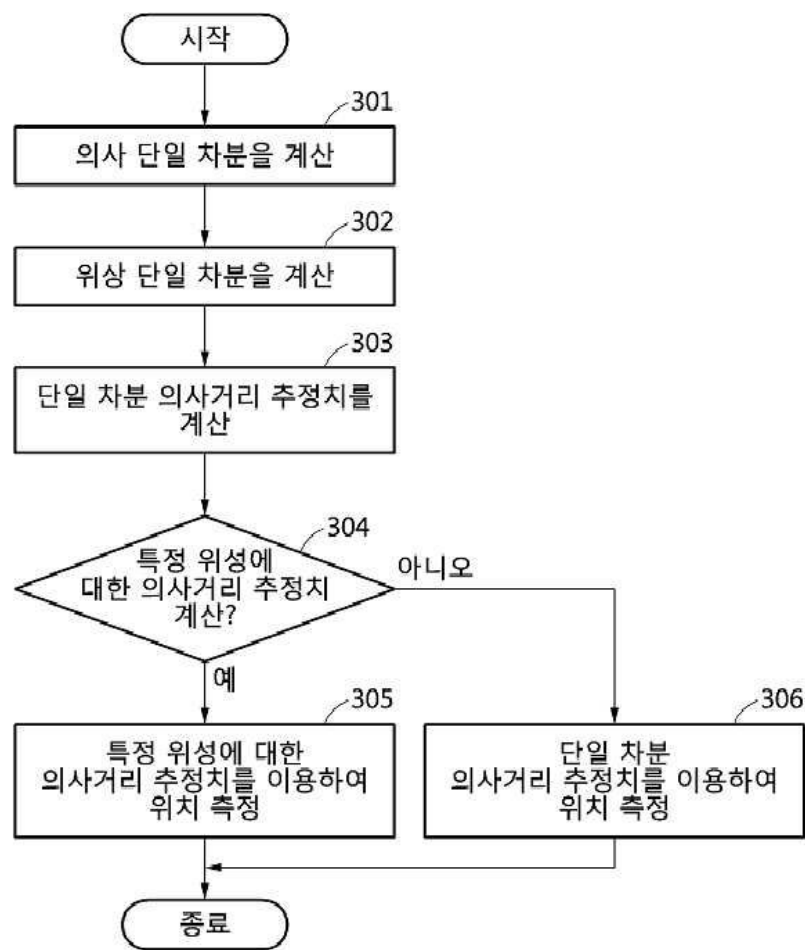 시작
301
의사 단일 차분을 계산
302
위상 단일 차분을 계산
303
단일 차분 의사거리 추정치를
계산
304
특정 위성에
대한 의사거리 추정치
계산?
아니오
예
305
특정 위성에 대한
의사거리 추정치를 이용하여
위치 측정
306
단일 차분
의사거리 추정치를 이용하여
위치 측정
종료